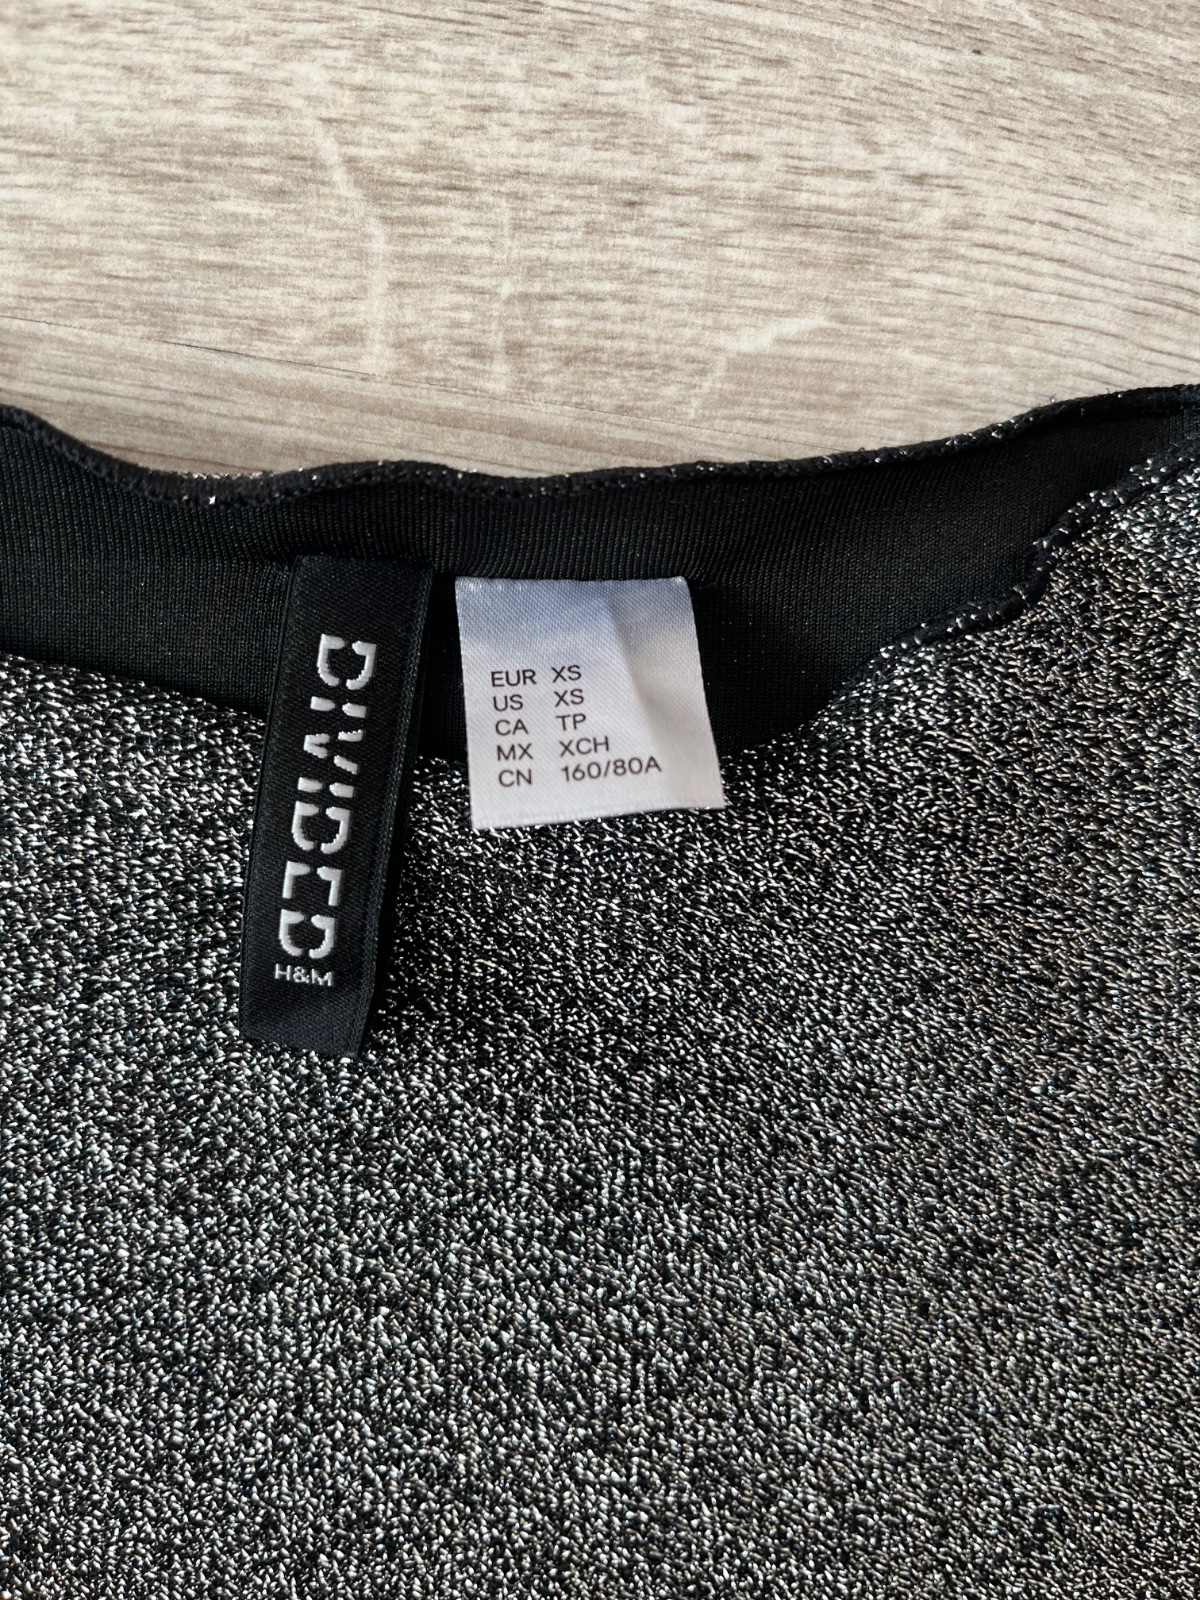 DIVIDED
H&M
EUR XS
US XS
CA TP
MX XCH
CN 160/80A